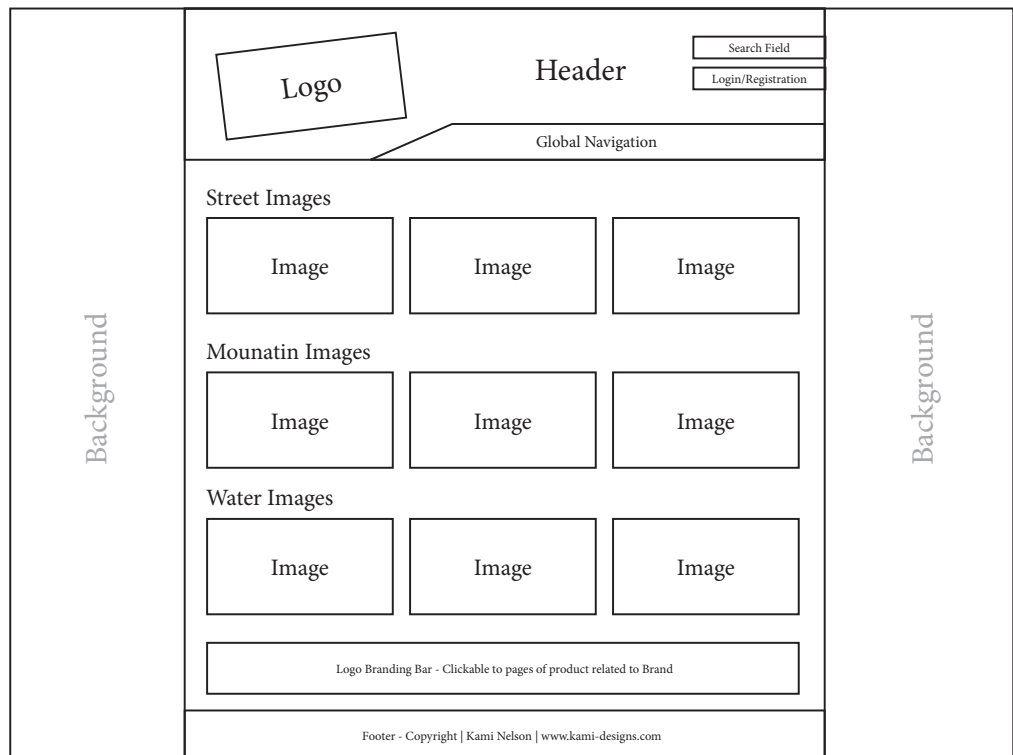 Search Field
Logo
Header
Login/Registration
Global Navigation
Street Images
Image
Image
Image
Background
Background
Mounatin Images
Image
Image
Image
Water Images
Image
Image
Image
Logo Branding Bar - Clickable to pages of product related to Brand
Footer - Copyright | Kami Nelson | www.kami-designs.com